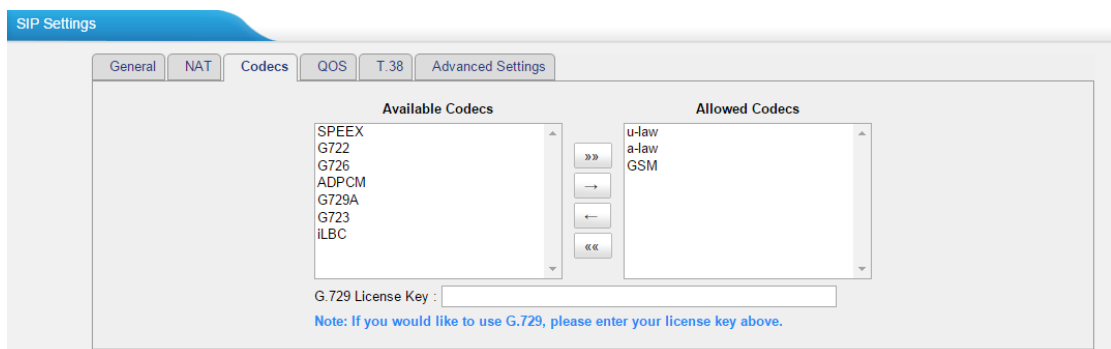 SIP Settings
General NAT Codecs QOS T.38 Advanced Settings
Available Codecs
SPEEX
G722
G726
ADPCM
G729A
G723
iLBC
»»
→
←
««
Allowed Codecs
u-law
a-law
GSM
G.729 License Key :
Note: If you would like to use G.729, please enter your license key above.